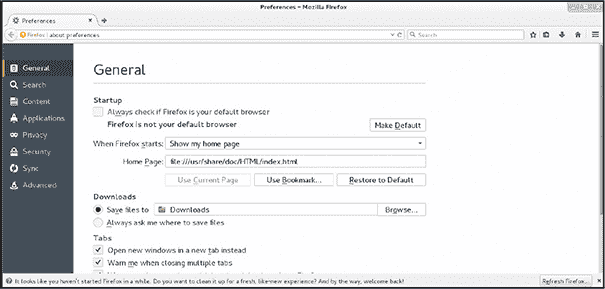 Preferences - Mozilla Firefox
Preferences
Firefox about:preferences
Search
General
Search
Content
Applications
Privacy
Security
Sync
Advanced
General
Startup
Always check if Firefox is your default browser
Firefox is not your default browser
Make Default
When Firefox starts: Show my home page
Home Page: file:///usr/share/doc/HTML/index.html
Use Current Page
Use Bookmark...
Restore to Default
Downloads
Save files to Downloads Browse...
Always ask me where to save files
Tabs
Open new windows in a new tab instead
Warn me when closing multiple tabs
It looks like you haven't started Firefox in a while. Do you want to clean it up for a fresh, like-new experience? And by the way, welcome back!
Refresh Firefox...